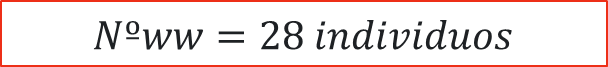 Nºww = 28 individuos